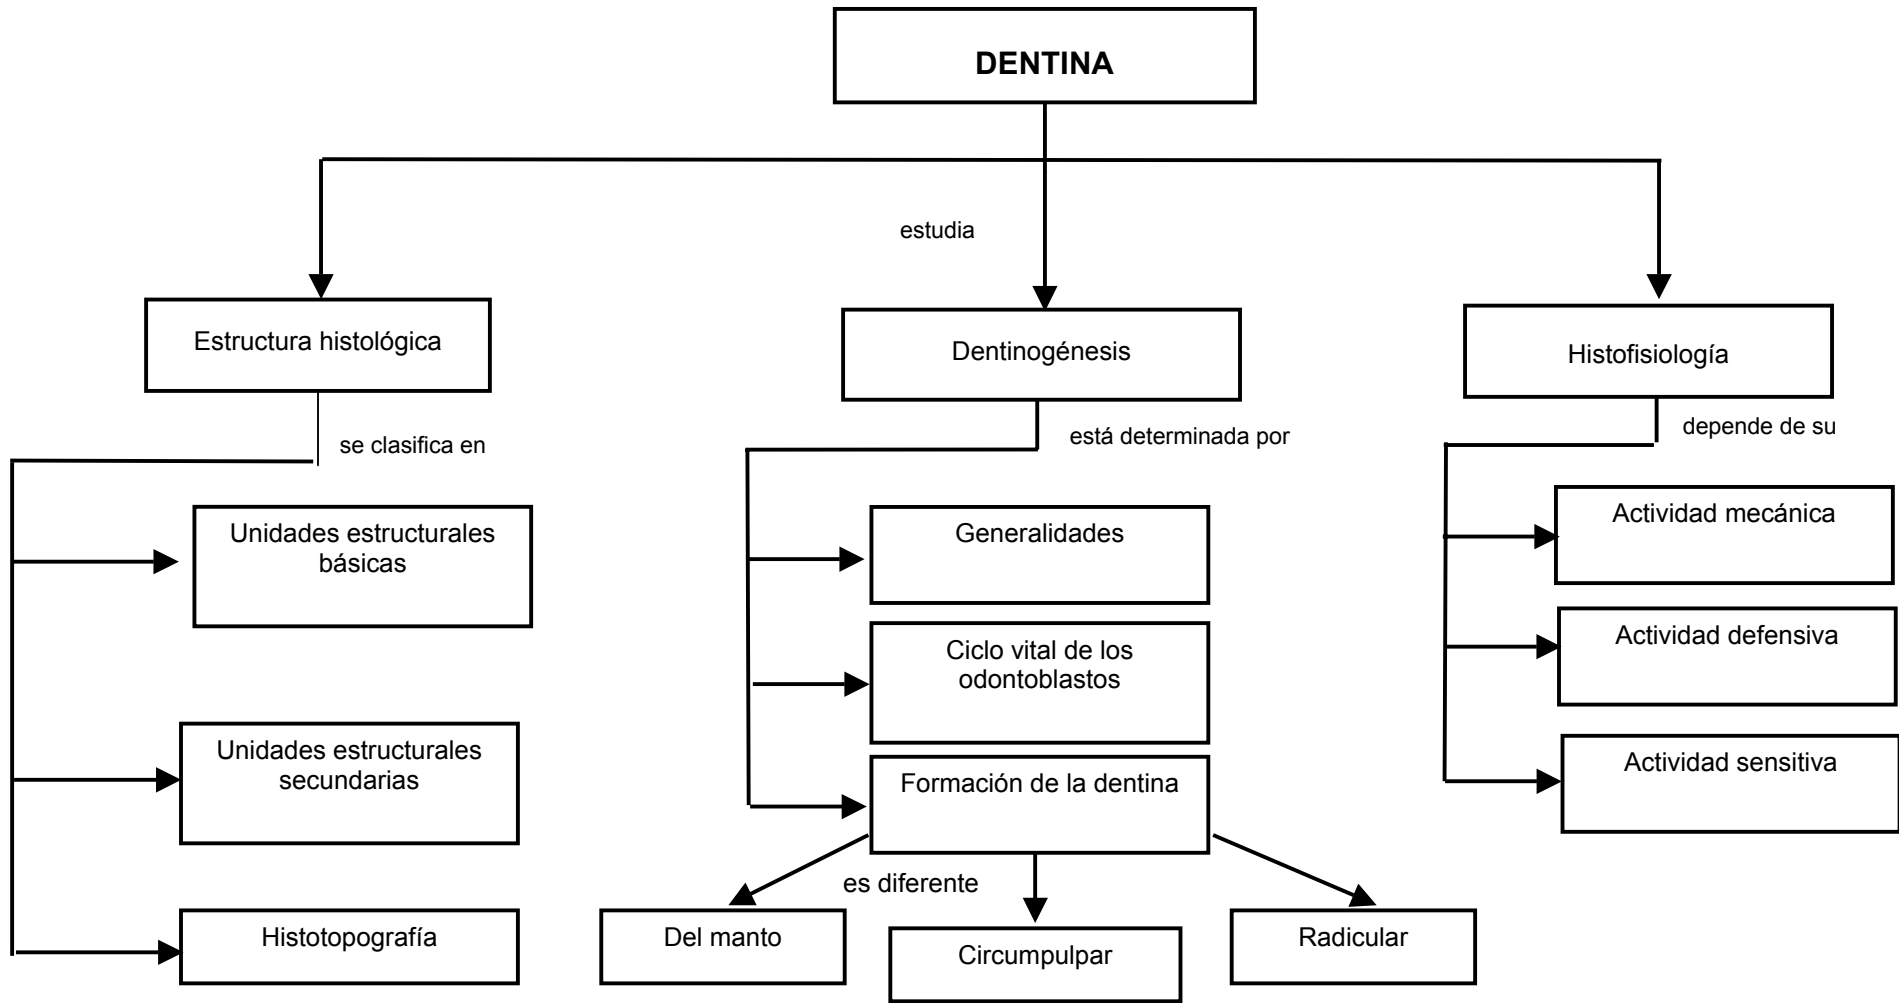 DENTINA
estudia
Estructura histológica
Dentinogénesis
Histofisiología
se clasifica en
está determinada por
depende de su
Unidades estructurales
básicas
Unidades estructurales
secundarias
Histotopografía
Generalidades
Ciclo vital de los
odontoblastos
Formación de la dentina
es diferente
Del manto
Circumpulpar
Radicular
Actividad mecánica
Actividad defensiva
Actividad sensitiva